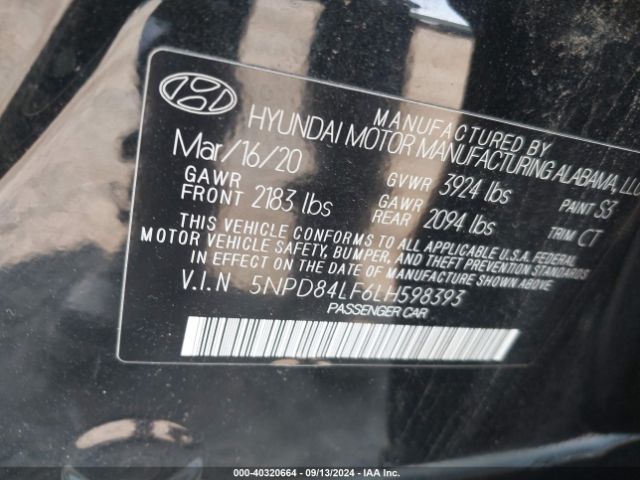 MANUFACTURED BY
HYUNDAI MOTOR MANUFACTURING ALABAMA,
Mar/16/20
GAWR FRONT 2183 lbs GVWR 3924 lbs PAINT S3
GAWR REAR 2094 lbs TRIM CT
THIS VEHICLE CONFORMS TO ALL APPLICABLE U.S.A. FEDERAL
MOTOR VEHICLE SAFETY, BUMPER, AND THEFT PREVENTION STANDARDS
IN EFFECT ON THE DATE OF MANUFACTURE SHOWN ABOVE.
V.I.N 5NPD84LF6LH598393
PASSENGER CAR
000-40320664 - 09/13/2024 - IAA Inc.